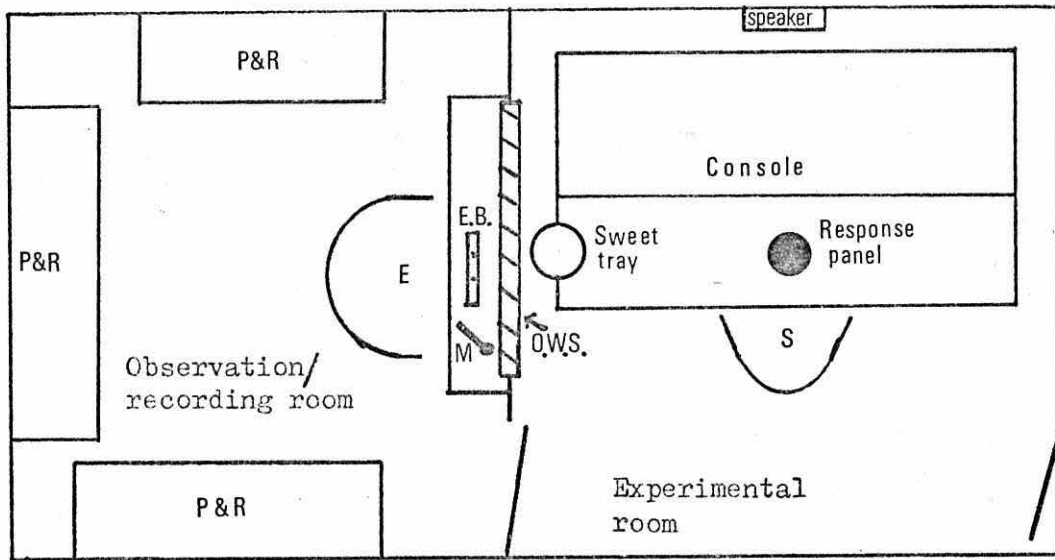 speaker
P&R
Console
P&R
E
E.B.
Sweet
tray
Response
panel
M
O.W.S.
S
Observation/
recording room
P&R
Experimental
room